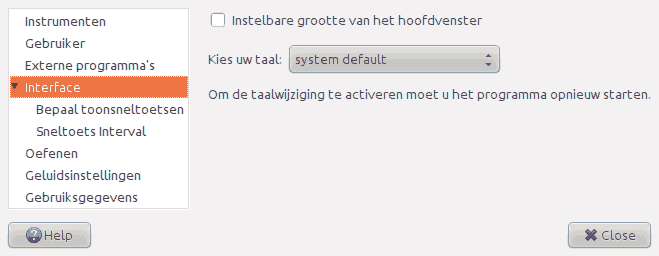 Instrumenten
Gebruiker
Externe programma's
Interface
Bepaal toonsneltoetsen
Sneltoets Interval
Oefenen
Geluidsinstellingen
Gebruiksgegevens
Instelbare grootte van het hoofdvenster
Kies uw taal: system default
Om de taalwijziging te activeren moet u het programma opnieuw starten.
Help
Close